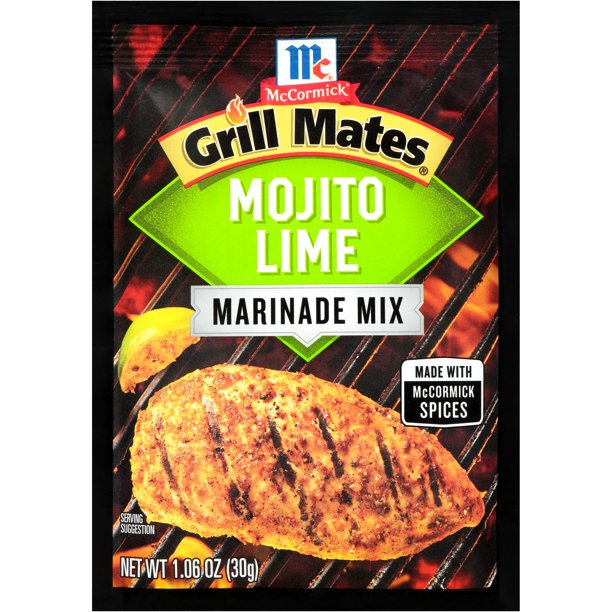 Mc
McCormick®
Grill Mates®
MOJITO
LIME
MARINADE MIX
MADE WITH
McCORMICK
SPICES
SERVING
SUGGESTION
NET WT 1.06 OZ (30g)